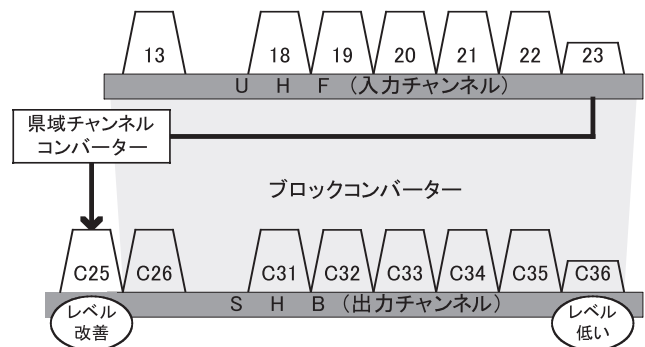 13 18 19 20 21 22 23
U H F (入力チャンネル)
県域チャンネル
コンバーター
ブロックコンバーター
C25 C26 C31 C32 C33 C34 C35 C36
S H B (出力チャンネル)
レベル
改善
レベル
低い